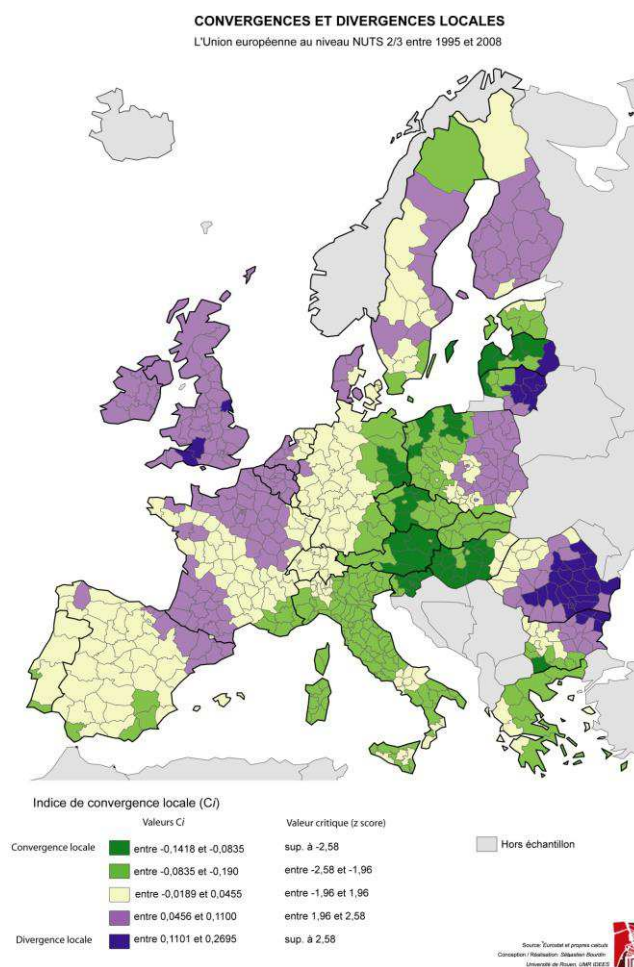 CONVERGENCES ET DIVERGENCES LOCALES
L'Union européenne au niveau NUTS 2/3 entre 1995 et 2008
Indice de convergence locale (Ci)
Valeurs Ci Valeur critique (z score)
Convergence locale entre -0,1418 et -0,0835 sup. à -2,58 Hors échantillon
entre -0,0835 et -0,190 entre -2,58 et -1,96
entre -0,0189 et 0,0455 entre -1,96 et 1,96
entre 0,0456 et 0,1100 entre 1,96 et 2,58
Divergence locale entre 0,1101 et 0,2695 sup. à 2,58
Source: Eurostat et propres calculs
Conception / Réalisation: Sébastien Bourdin
Université de Rouen, UMR IDEES